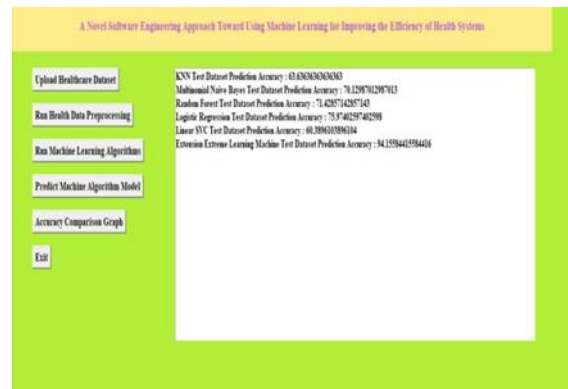 A Novel Software Engineering Approach Toward Using Machine Learning for Improving the Efficiency of Health Systems
Upload Healthcare Dataset
Run Health Data Preprocessing
Run Machine Learning Algorithms
Predict Machine Algorithm Model
Accuracy Comparison Graph
Exit
KNN Test Dataset Prediction Accuracy : 63.6363636363636363
Multinomial Naive Bayes Test Dataset Prediction Accuracy : 70.12987012987013
Random Forest Test Dataset Prediction Accuracy : 71.42857142857143
Logistic Regression Test Dataset Prediction Accuracy : 75.97402597402598
Linear SVC Test Dataset Prediction Accuracy : 60.3896103896104
Extension Extreme Learning Machine Test Dataset Prediction Accuracy : 94.15584415584416